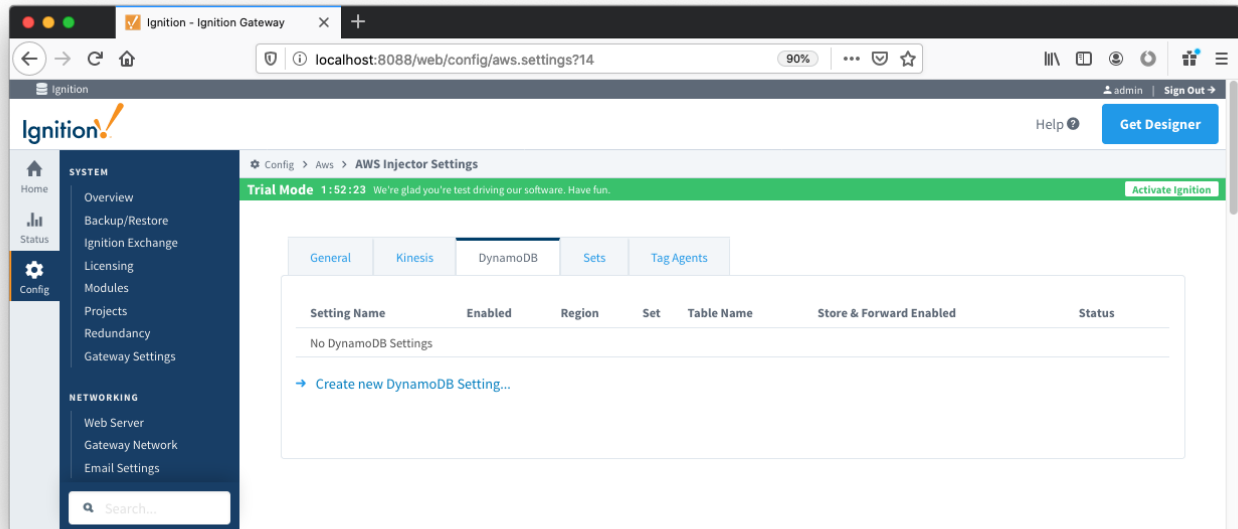 Ignition - Ignition Gateway
localhost:8088/web/config/aws.settings?14
90%
Ignition
admin | Sign Out
Ignition!
Help
Get Designer
Home
Status
Config
SYSTEM
Overview
Backup/Restore
Ignition Exchange
Licensing
Modules
Projects
Redundancy
Gateway Settings
NETWORKING
Web Server
Gateway Network
Email Settings
Search...
Config > Aws > AWS Injector Settings
Trial Mode 1:52:23 We're glad you're test driving our software. Have fun.
Activate Ignition
General Kinesis DynamoDB Sets Tag Agents
Setting Name Enabled Region Set Table Name Store & Forward Enabled Status
No DynamoDB Settings
Create new DynamoDB Setting...